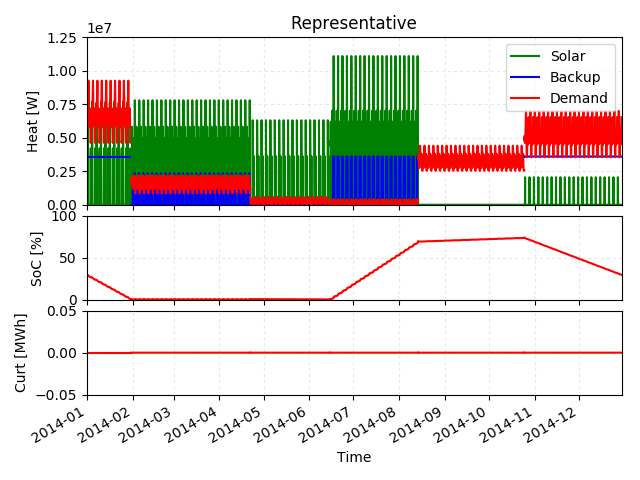 Representative
1e7
1.25
1.00
0.75
0.50
0.25
0.00
Heat [W]
Solar
Backup
Demand
100
50
0
SoC [%]
0.05
0.00
−0.05
Curt [MWh]
2014-01
2014-02
2014-03
2014-04
2014-05
2014-06
2014-07
2014-08
2014-09
2014-10
2014-11
2014-12
Time